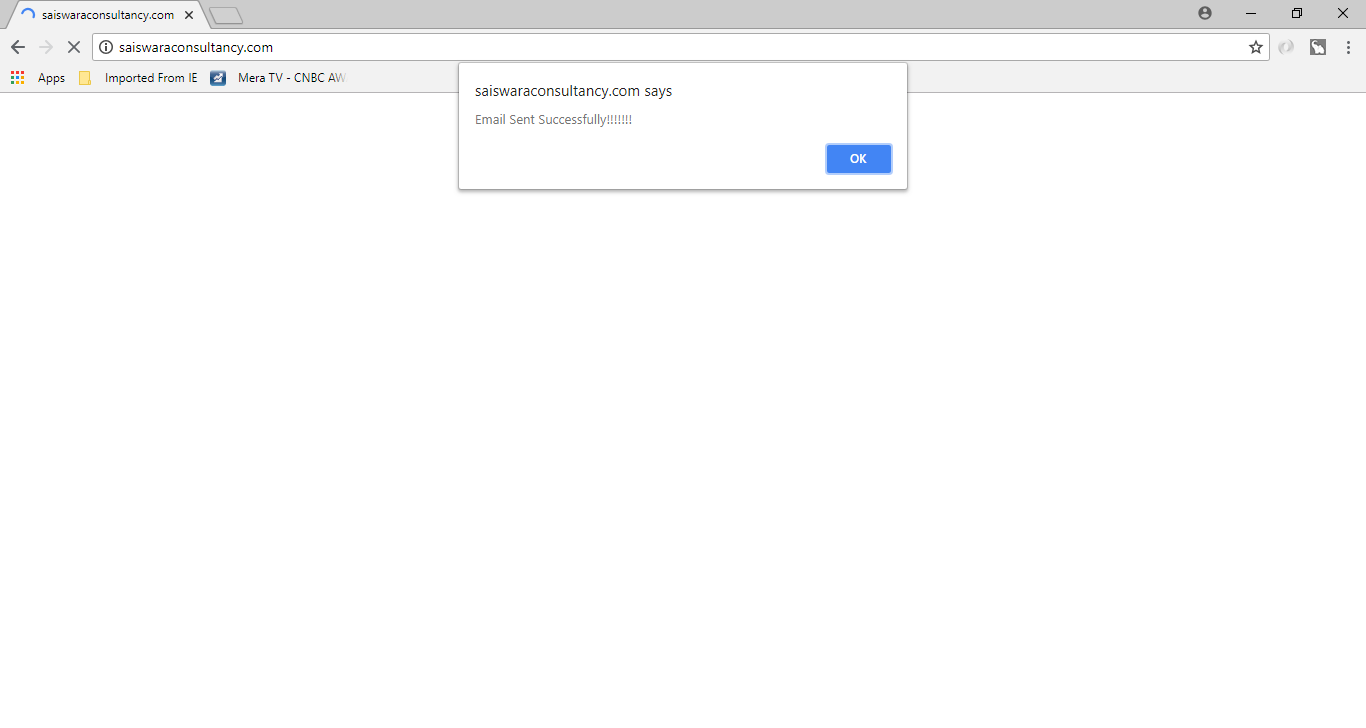 saiswaraconsultancy.com
saiswaraconsultancy.com
Apps Imported From IE Mera TV - CNBC AW
saiswaraconsultancy.com says
Email Sent Successfully!!!!!!!
OK